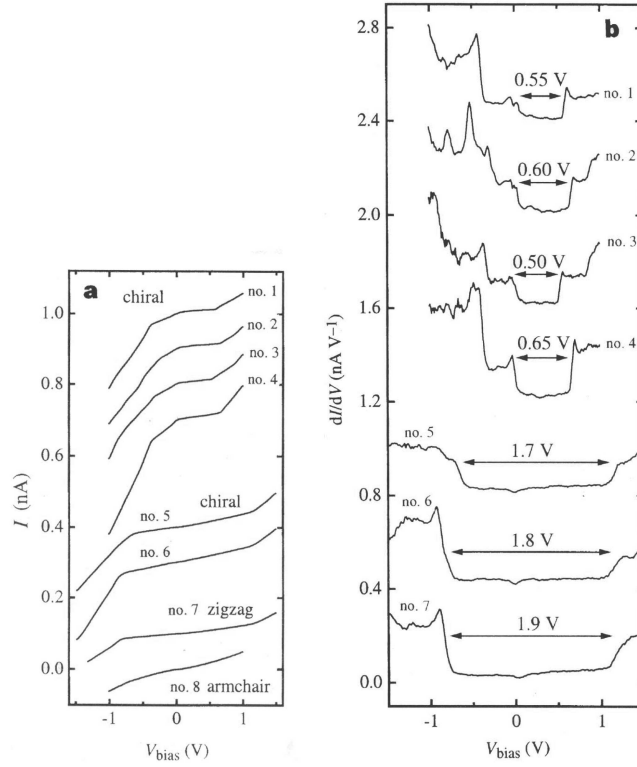 a
chiral
no. 1
no. 2
no. 3
no. 4
chiral
no. 5
no. 6
no. 7 zigzag
no. 8 armchair
1.0
0.8
0.6
0.4
0.2
0.0
I (nA)
-1 0 1
Vbias (V)
b
2.8
2.4
2.0
1.6
1.2
0.8
0.4
0
dI/dV (nA V−1)
0.55 V
no. 1
0.60 V
no. 2
0.50 V
no. 3
0.65 V
no. 4
no. 5
1.7 V
no. 6
1.8 V
no. 7
1.9 V
-1 0 1
Vbias (V)